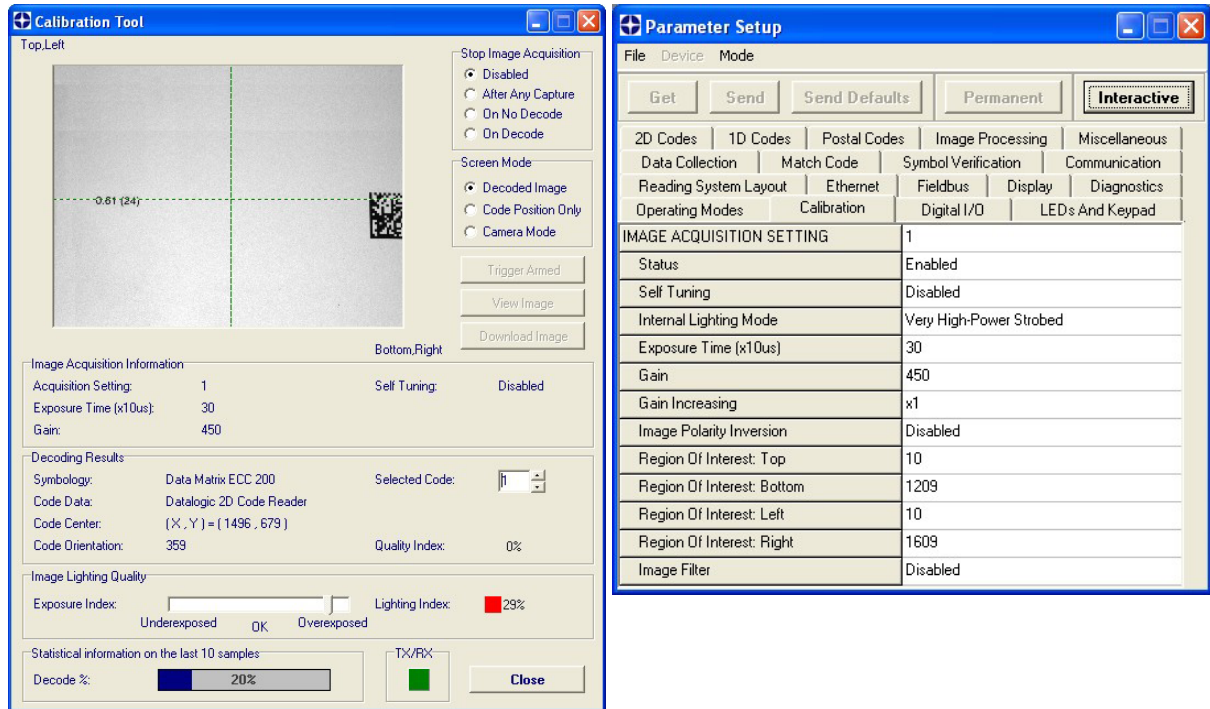 Calibration Tool
Top,Left
0.61 (24)
Bottom,Right
Stop Image Acquisition
Disabled
After Any Capture
On No Decode
On Decode
Screen Mode
Decoded Image
Code Position Only
Camera Mode
Trigger Armed
View Image
Download Image
Image Acquisition Information
Acquisition Setting: 1 Self Tuning: Disabled
Exposure Time (x10us): 30
Gain: 450
Decoding Results
Symbology: Data Matrix ECC 200 Selected Code: 1
Code Data: Datalogic 2D Code Reader
Code Center: ( X , Y ) = ( 1496 , 679 )
Code Orientation: 359 Quality Index: 0%
Image Lighting Quality
Exposure Index: Lighting Index: 29%
Underexposed OK Overexposed
Statistical information on the last 10 samples
Decode %: 20%
TX/RX
Close
Parameter Setup
File Device Mode
Get Send Send Defaults Permanent Interactive
2D Codes 1D Codes Postal Codes Image Processing Miscellaneous
Data Collection Match Code Symbol Verification Communication
Reading System Layout Ethernet Fieldbus Display Diagnostics
Operating Modes Calibration Digital I/O LEDs And Keypad
IMAGE ACQUISITION SETTING 1
Status Enabled
Self Tuning Disabled
Internal Lighting Mode Very High-Power Strobed
Exposure Time (x10us) 30
Gain 450
Gain Increasing x1
Image Polarity Inversion Disabled
Region Of Interest: Top 10
Region Of Interest: Bottom 1209
Region Of Interest: Left 10
Region Of Interest: Right 1609
Image Filter Disabled